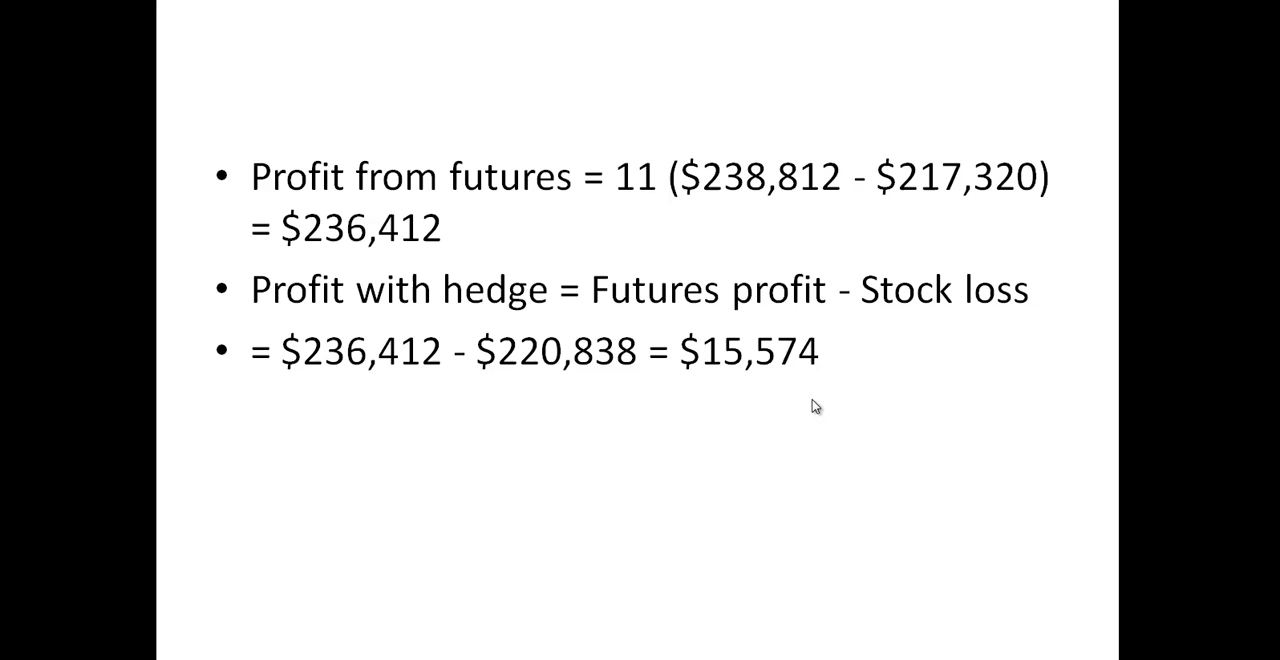 • Profit from futures = 11 ($238,812 - $217,320)
= $236,412
• Profit with hedge = Futures profit - Stock loss
• = $236,412 - $220,838 = $15,574